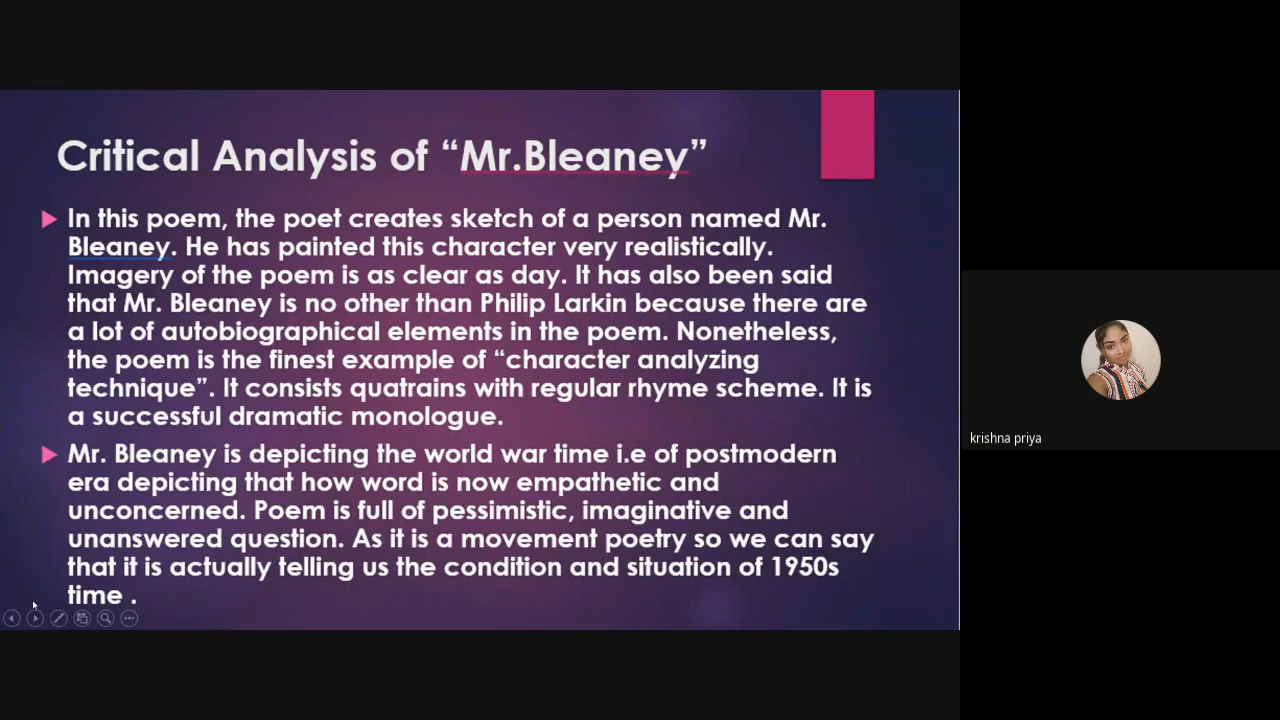 Critical Analysis of “Mr.Bleaney”
In this poem, the poet creates sketch of a person named Mr.
Bleaney. He has painted this character very realistically.
Imagery of the poem is as clear as day. It has also been said
that Mr. Bleaney is no other than Philip Larkin because there are
a lot of autobiographical elements in the poem. Nonetheless,
the poem is the finest example of “character analyzing
technique”. It consists quatrains with regular rhyme scheme. It is
a successful dramatic monologue.
Mr. Bleaney is depicting the world war time i.e of postmodern
era depicting that how word is now empathetic and
unconcerned. Poem is full of pessimistic, imaginative and
unanswered question. As it is a movement poetry so we can say
that it is actually telling us the condition and situation of 1950s
time .
krishna priya